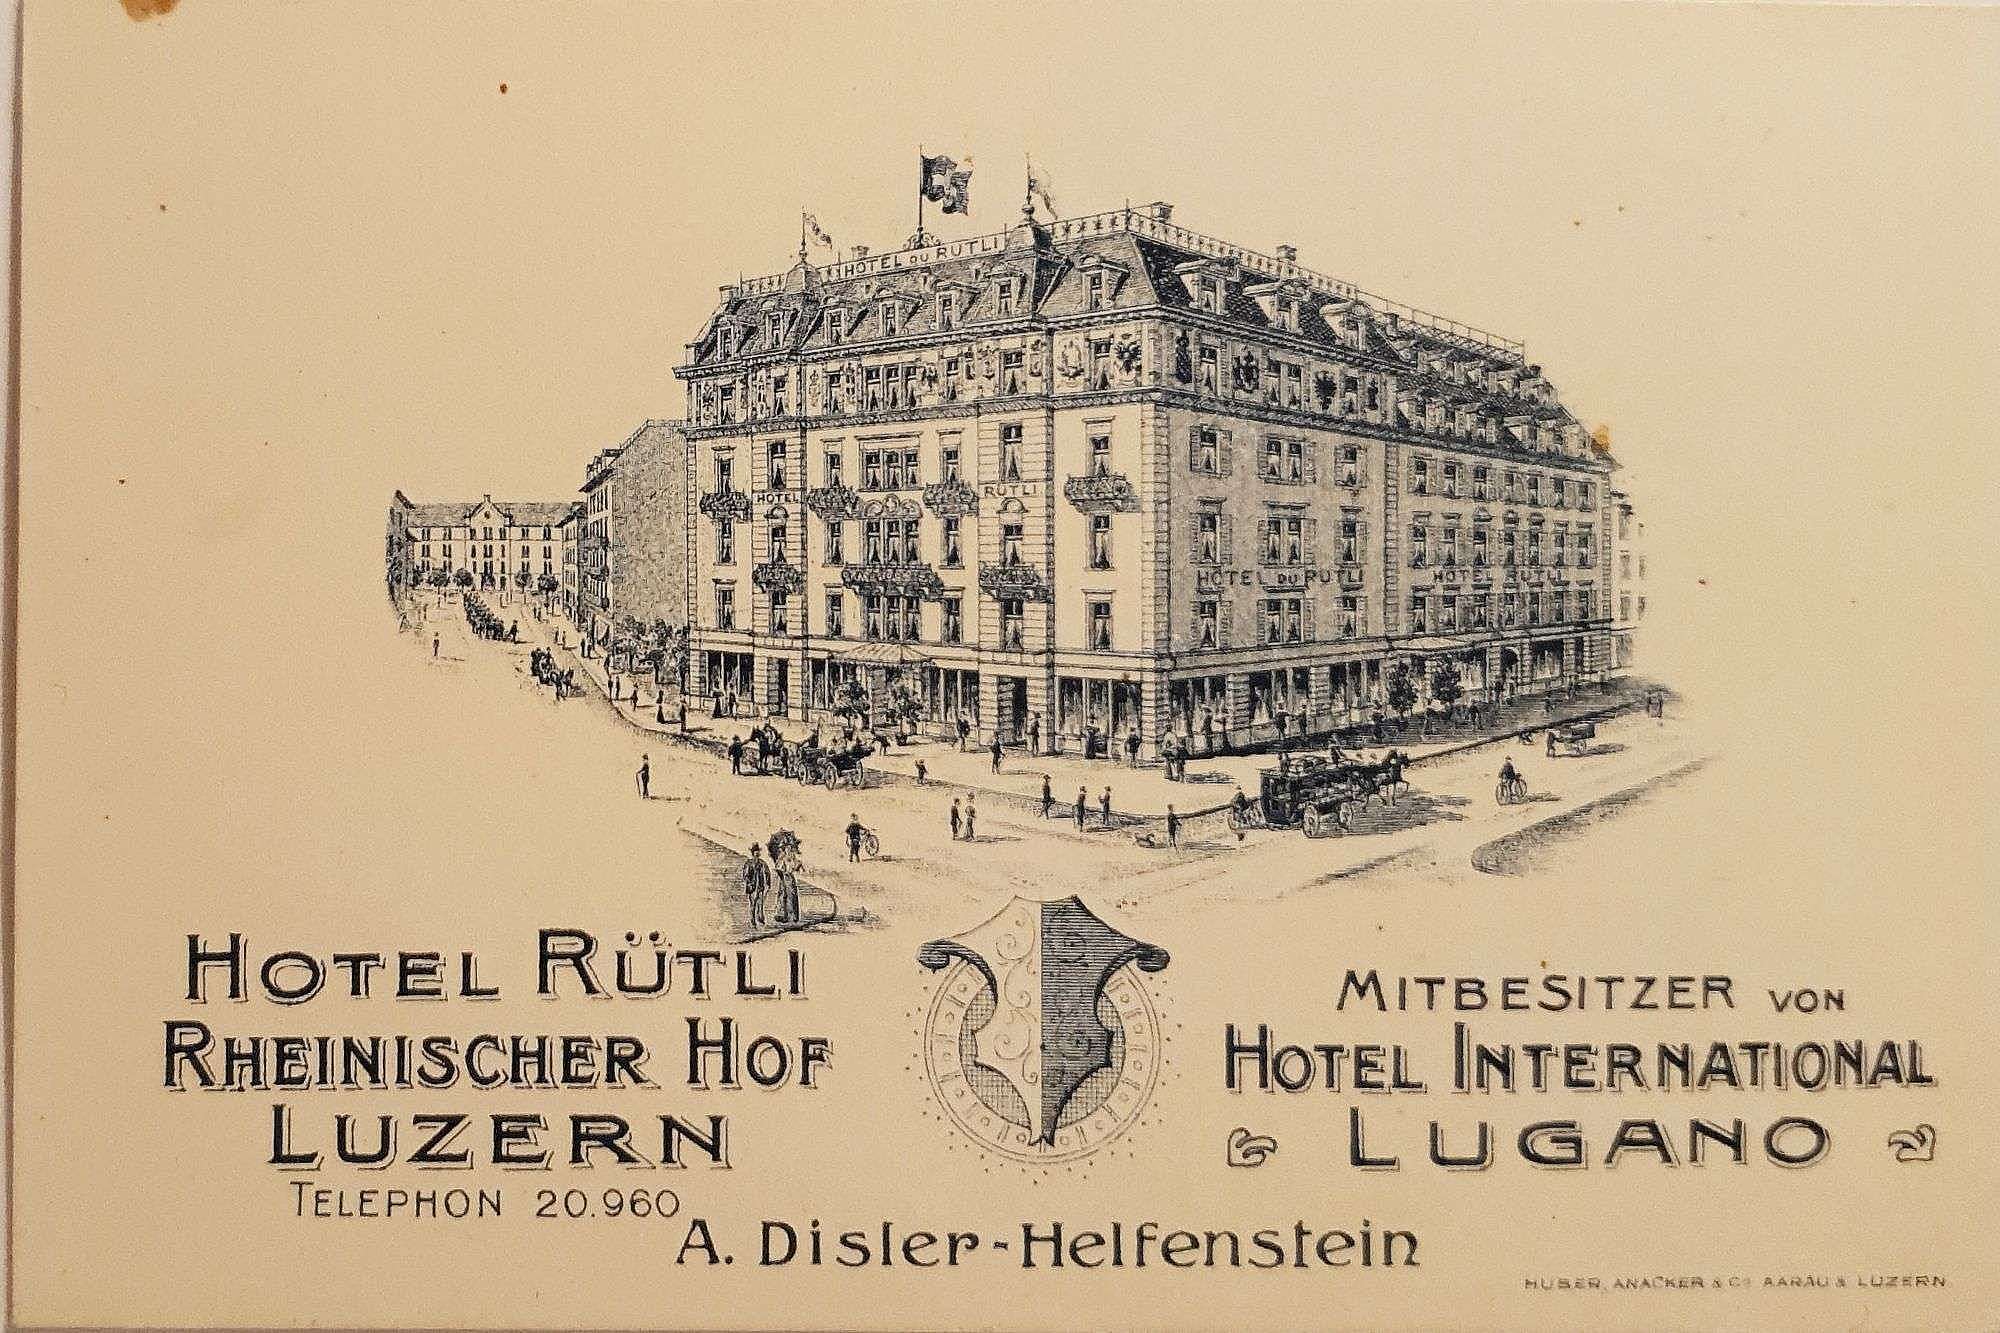 HOTEL DU RÜTLI
HOTEL RÜTLI
HOTEL DU RÜTLI
HOTEL RÜTLI
HOTEL RÜTLI
RHEINISCHER HOF
LUZERN
TELEPHON 20.960
MITBESITZER VON
HOTEL INTERNATIONAL
LUGANO
A. Disler-Helfenstein
HUBER, ANACKER & Co AARAU & LUZERN